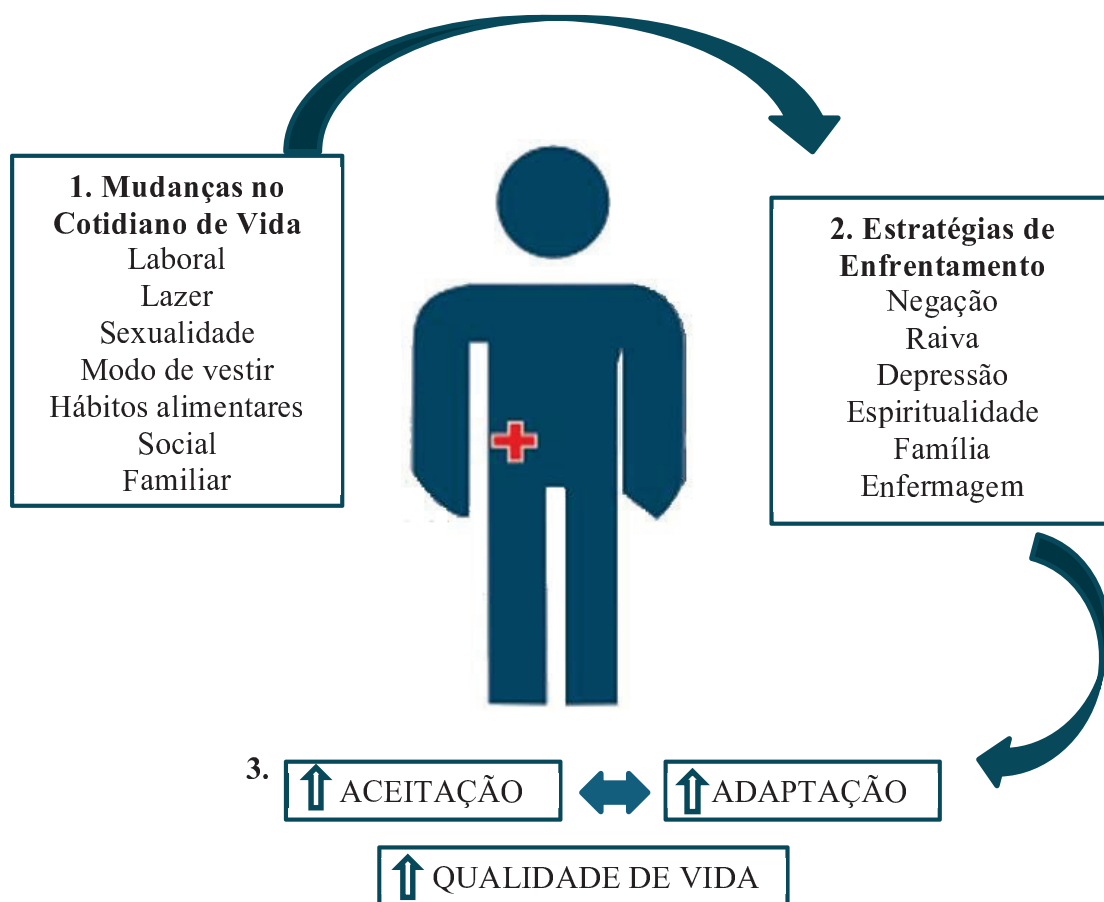 1. Mudanças no
Cotidiano de Vida
Laboral
Lazer
Sexualidade
Modo de vestir
Hábitos alimentares
Social
Familiar
2. Estratégias de
Enfrentamento
Negação
Raiva
Depressão
Espiritualidade
Família
Enfermagem
3.
ACEITAÇÃO
ADAPTAÇÃO
QUALIDADE DE VIDA